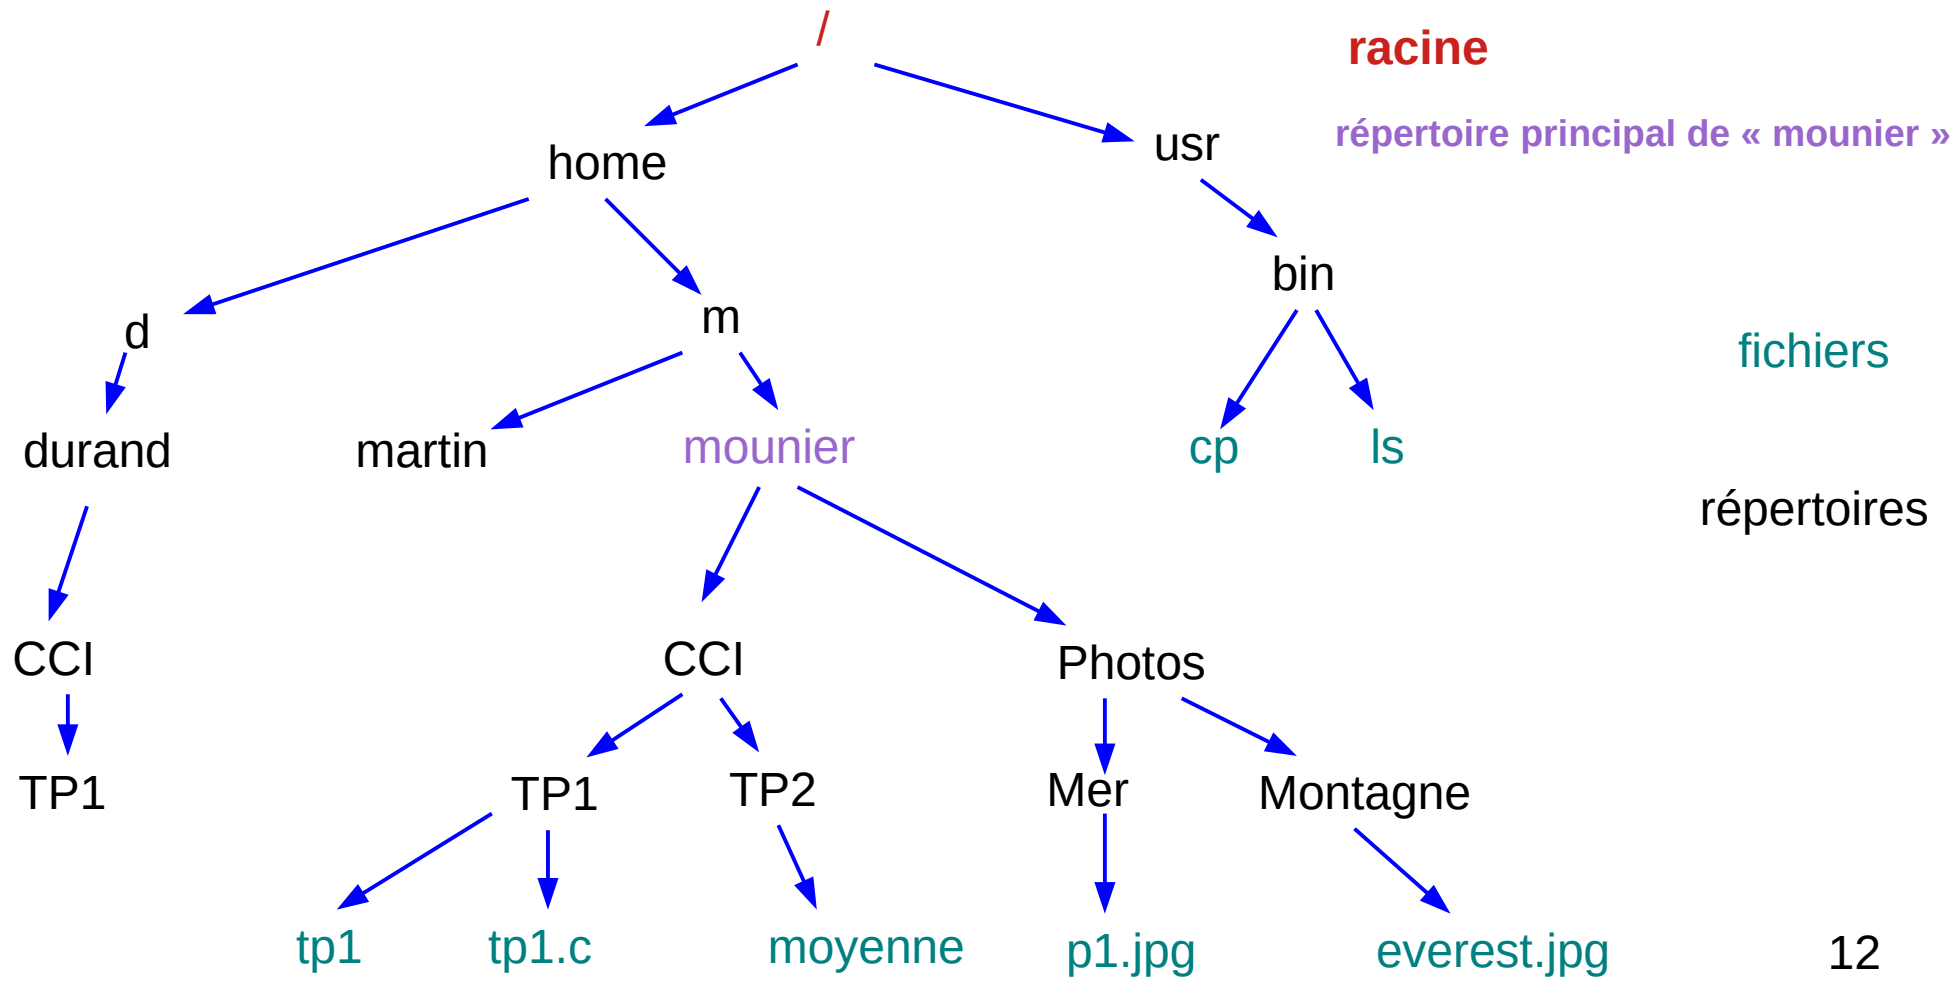 /
racine
répertoire principal de « mounier »
home
usr
bin
d
m
fichiers
durand
martin
mounier
cp
ls
répertoires
CCI
CCI
Photos
TP1
TP1
TP2
Mer
Montagne
tp1
tp1.c
moyenne
p1.jpg
everest.jpg
12